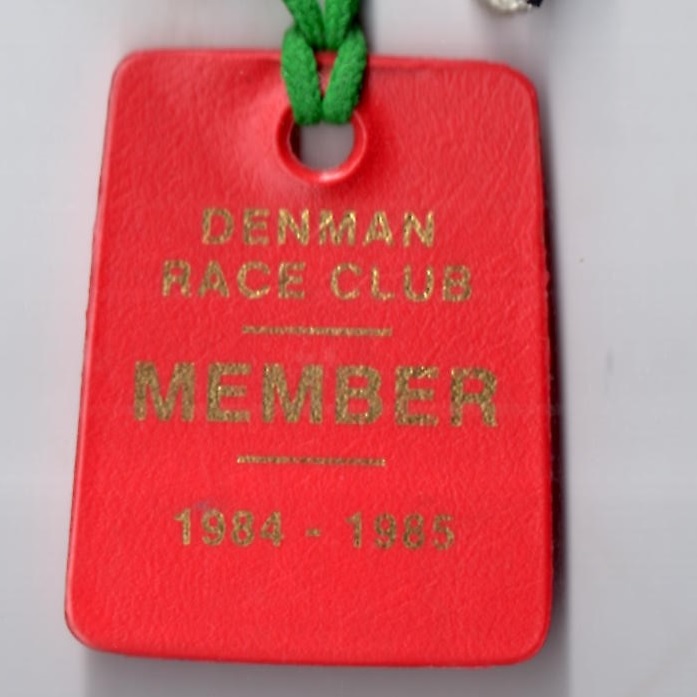 DENMAN
RACE CLUB
MEMBER
1984 - 1985